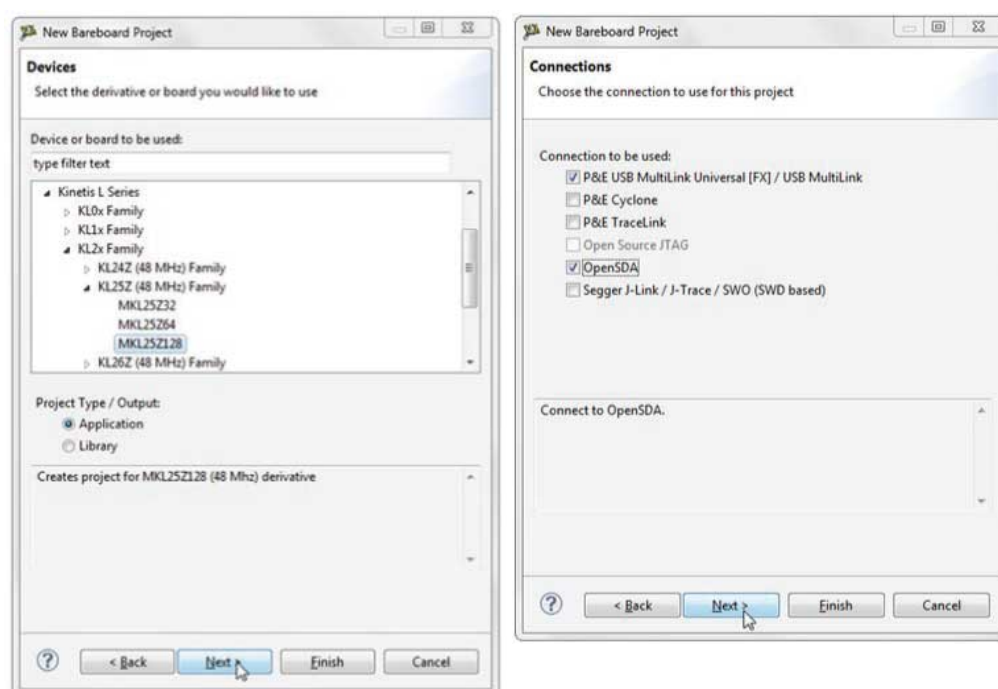 New Bareboard Project
Devices
Select the derivative or board you would like to use
Device or board to be used:
type filter text
Kinetis L Series
KL0x Family
KL1x Family
KL2x Family
KL24Z (48 MHz) Family
KL25Z (48 MHz) Family
MKL25Z32
MKL25Z64
MKL25Z128
KL26Z (48 MHz) Family
Project Type / Output:
Application
Library
Creates project for MKL25Z128 (48 Mhz) derivative
? < Back Next > Finish Cancel
New Bareboard Project
Connections
Choose the connection to use for this project
Connection to be used:
P&E USB MultiLink Universal [FX] / USB MultiLink
P&E Cyclone
P&E TraceLink
Open Source JTAG
OpenSDA
Segger J-Link / J-Trace / SWO (SWD based)
Connect to OpenSDA.
? < Back Next > Finish Cancel